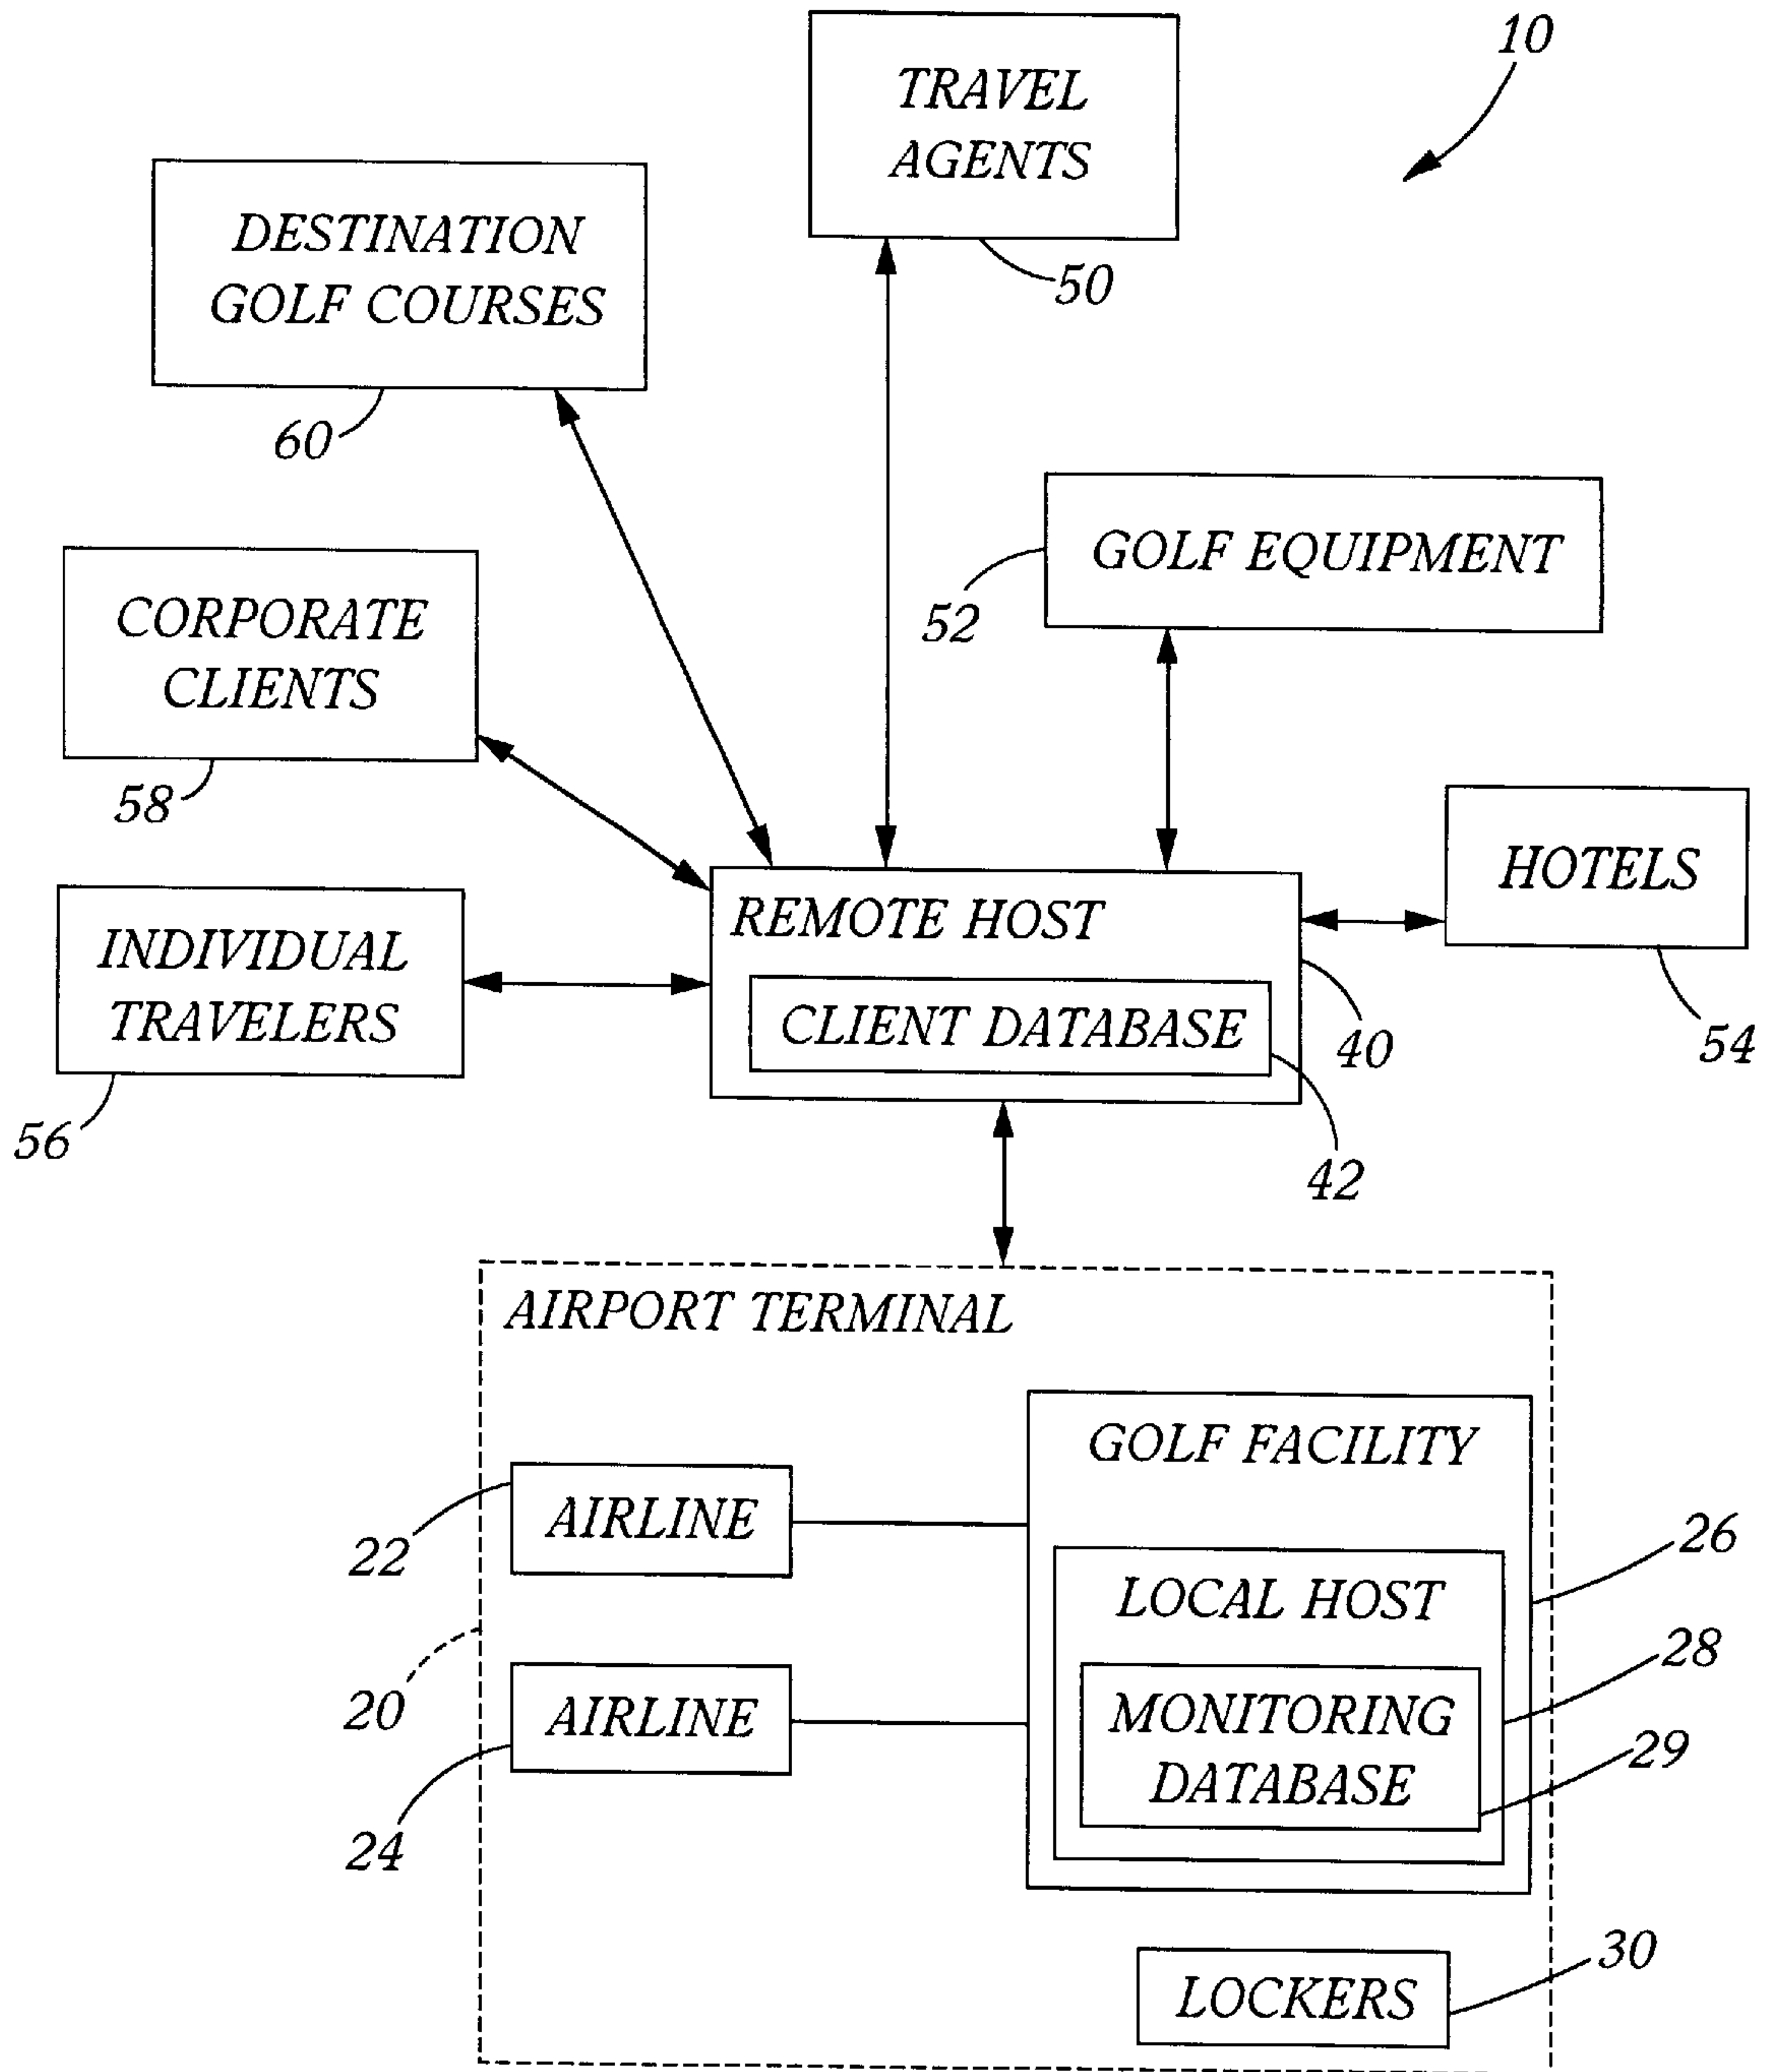 10
TRAVEL
AGENTS
50
DESTINATION
GOLF COURSES
60
GOLF EQUIPMENT
52
CORPORATE
CLIENTS
58
HOTELS
54
INDIVIDUAL
TRAVELERS
56
REMOTE HOST
CLIENT DATABASE
40
42
AIRPORT TERMINAL
20
AIRLINE
22
AIRLINE
24
GOLF FACILITY
26
LOCAL HOST
28
MONITORING
DATABASE
29
LOCKERS
30